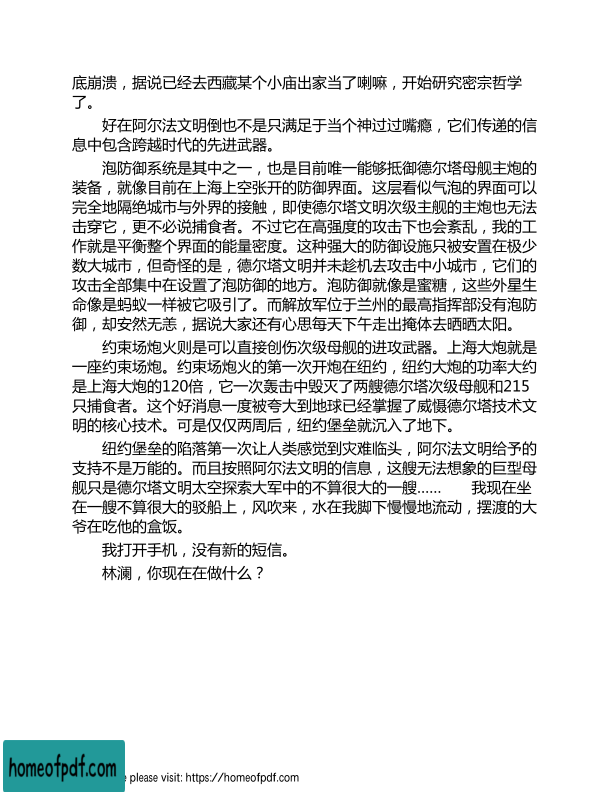 底崩溃，据说已经去西藏某个小庙出家当了喇嘛，开始研究密宗哲学
了。
好在阿尔法文明倒也不是只满足于当个神过过嘴瘾，它们传递的信
息中包含跨越时代的先进武器。
泡防御系统是其中之一，也是目前唯一能够抵御德尔塔母舰主炮的
装备，就像目前在上海上空张开的防御界面。这层看似气泡的界面可以
完全地隔绝城市与外界的接触，即使德尔塔文明次级主舰的主炮也无法
击穿它，更不必说捕食者。不过它在高强度的攻击下也会紊乱，我的工
作就是平衡整个界面的能量密度。这种强大的防御设施只被安置在极少
数大城市，但奇怪的是，德尔塔文明并未趁机去攻击中小城市，它们的
攻击全部集中在设置了泡防御的地方。泡防御就像是蜜糖，这些外星生
命像是蚂蚁一样被它吸引了。而解放军位于兰州的最高指挥部没有泡防
御，却安然无恙，据说大家还有心思每天下午走出掩体去晒晒太阳。
约束场炮火则是可以直接创伤次级母舰的进攻武器。上海大炮就是
一座约束场炮。约束场炮火的第一次开炮在纽约，纽约大炮的功率大约
是上海大炮的120倍，它一次轰击中毁灭了两艘德尔塔次级母舰和215
只捕食者。这个好消息一度被夸大到地球已经掌握了威慑德尔塔技术文
明的核心技术。可是仅仅两周后，纽约堡垒就沉入了地下。
纽约堡垒的陷落第一次让人类感觉到灾难临头，阿尔法文明给予的
支持不是万能的。而且按照阿尔法文明的信息，这艘无法想象的巨型母
舰只是德尔塔文明太空探索大军中的不算很大的一艘……　　我现在坐
在一艘不算很大的驳船上，风吹来，水在我脚下慢慢地流动，摆渡的大
爷在吃他的盒饭。
我打开手机，没有新的短信。
林澜，你现在在做什么？
homeofpdf.com
e please visit: https://homeofpdf.com